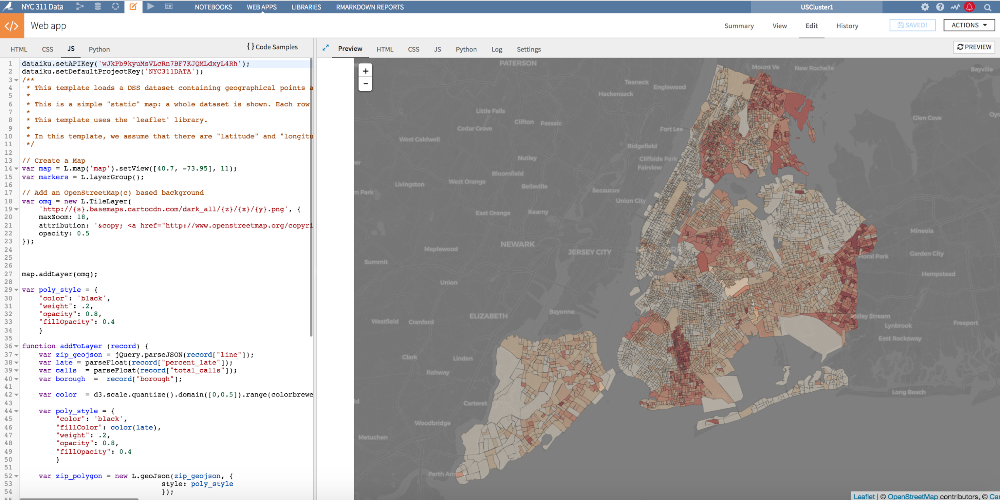 NYC 311 Data
NOTEBOOKS WEB APPS LIBRARIES RMARKDOWN REPORTS
USCluster1
Web app
Summary View Edit History
SAVED!
ACTIONS
HTML CSS JS Python
{ } Code Samples
Preview HTML CSS JS Python Log Settings
PREVIEW
1 dataiku.setAPIKey('wJkPb9kyuMsVLcRn7BF7KJQMLdxyL4Rh');
2 dataiku.setDefaultProjectKey('NYC311DATA');
3 /**
4 * This template loads a DSS dataset containing geographical points a
5 *
6 * This is a simple "static" map: a whole dataset is shown. Each row
7 *
8 * This template uses the 'leaflet' library.
9 *
10 * In this template, we assume that there are "latitude" and "longitu
11 */
12
13 // Create a Map
14 var map = L.map('map').setView([40.7, -73.95], 11);
15 var markers = L.layerGroup();
16
17 // Add an OpenStreetMap(c) based background
18 var omq = new L.TileLayer(
19 'http://{s}.basemaps.cartocdn.com/dark_all/{z}/{x}/{y}.png', {
20 maxZoom: 18,
21 attribution: '&copy; <a href="http://www.openstreetmap.org/copyri
22 opacity: 0.5
23 });
24
25
26
27 map.addLayer(omq);
28
29 var poly_style = {
30 "color": 'black',
31 "weight": .2,
32 "opacity": 0.8,
33 "fillOpacity": 0.4
34 }
35
36 function addToLayer (record) {
37 var zip_geojson = jQuery.parseJSON(record["line"]);
38 var late = parseFloat(record["percent_late"]);
39 var calls = parseFloat(record["total_calls"]);
40 var borough = record["borough"];
41
42 var color = d3.scale.quantize().domain([0,0.5]).range(colorbrewe
43
44 var poly_style = {
45 "color": 'black',
46 "fillColor": color(late),
47 "weight": .2,
48 "opacity": 0.8,
49 "fillOpacity": 0.4
50 }
51
52 var zip_polygon = new L.geoJson(zip_geojson, {
53 style: poly_style
54 });
55
+
-
PATERSON
Mount Ve
New Rochelle
Bayville
Teaneck
Englewood
Hackensack
Little Falls
Glen Cove
Oys
Clifton
Passaic
Cedar Grove
Fort Lee
West Caldwell
Ridgefield
Nutley
Cliffside Park
Fairview
er
Bloomfield
West Orange
Livingston
Belleville
Secaucus
m Park
Union City
East Orange
Kearny
Mineola
NEWARK
Maplewood
JERSEY CITY
Garden City
Floral Park
Summit
Hempstead
Union
Bayonne
ELIZABETH
Westfield
Cranford
lley Stream
Freeport
Lynbrook
East Rockaway
Clark
Linden
Rahway
Long Beach
ld
Carteret
Woodbridge
Metuchen
Perth Am
Leaflet | © OpenStreetMap contributors, © Car